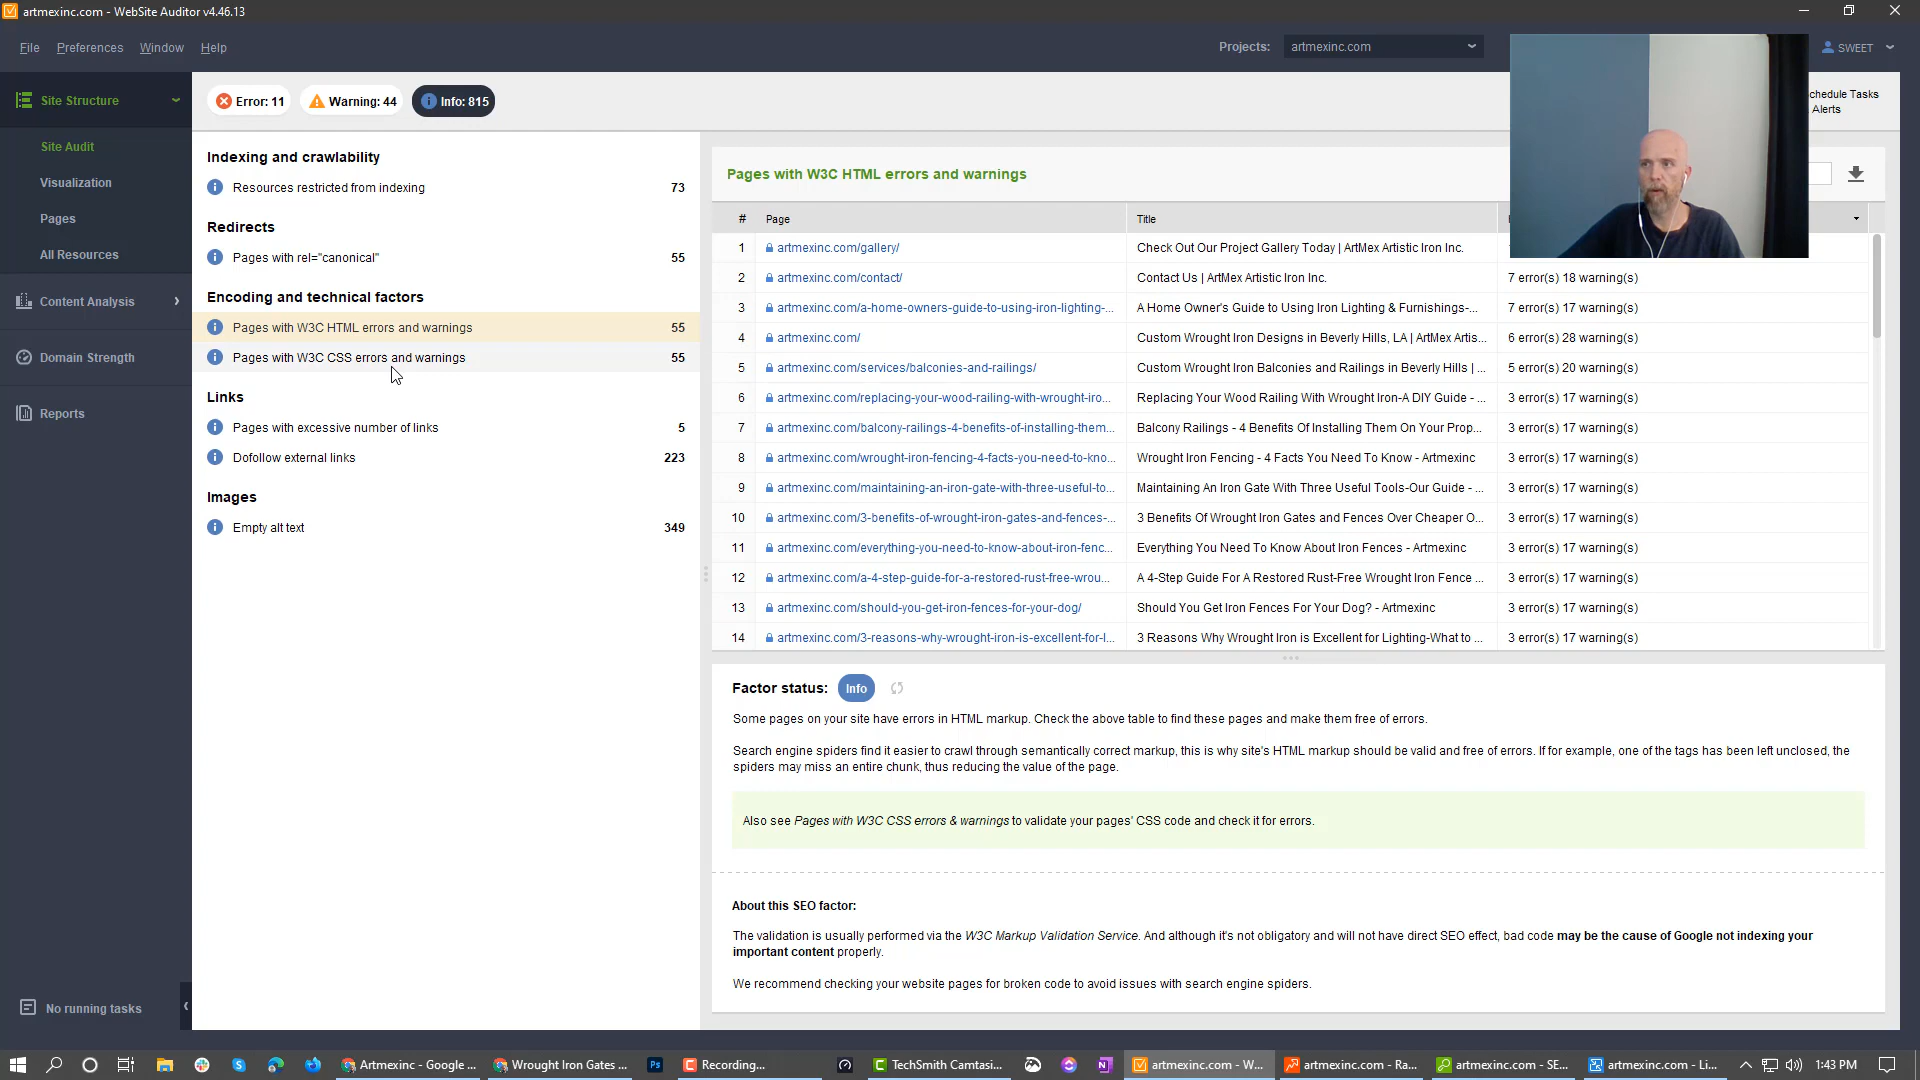 artmexinc.com - WebSite Auditor v4.46.13
File Preferences Window Help
Projects: artmexinc.com
SWEET
Site Structure
Site Audit
Visualization
Pages
All Resources
Content Analysis
Domain Strength
Reports
No running tasks
Error: 11 Warning: 44 Info: 815
chedule Tasks
Alerts
Indexing and crawlability
Resources restricted from indexing 73
Redirects
Pages with rel="canonical" 55
Encoding and technical factors
Pages with W3C HTML errors and warnings 55
Pages with W3C CSS errors and warnings 55
Links
Pages with excessive number of links 5
Dofollow external links 223
Images
Empty alt text 349
Pages with W3C HTML errors and warnings
# Page Title
1 artmexinc.com/gallery/ Check Out Our Project Gallery Today | ArtMex Artistic Iron Inc.
2 artmexinc.com/contact/ Contact Us | ArtMex Artistic Iron Inc. 7 error(s) 18 warning(s)
3 artmexinc.com/a-home-owners-guide-to-using-iron-lighting-... A Home Owner's Guide to Using Iron Lighting & Furnishings-... 7 error(s) 17 warning(s)
4 artmexinc.com/ Custom Wrought Iron Designs in Beverly Hills, LA | ArtMex Artis... 6 error(s) 28 warning(s)
5 artmexinc.com/services/balconies-and-railings/ Custom Wrought Iron Balconies and Railings in Beverly Hills | ... 5 error(s) 20 warning(s)
6 artmexinc.com/replacing-your-wood-railing-with-wrought-iro... Replacing Your Wood Railing With Wrought Iron-A DIY Guide - ... 3 error(s) 17 warning(s)
7 artmexinc.com/balcony-railings-4-benefits-of-installing-them... Balcony Railings - 4 Benefits Of Installing Them On Your Prop... 3 error(s) 17 warning(s)
8 artmexinc.com/wrought-iron-fencing-4-facts-you-need-to-kno... Wrought Iron Fencing - 4 Facts You Need To Know - Artmexinc 3 error(s) 17 warning(s)
9 artmexinc.com/maintaining-an-iron-gate-with-three-useful-to... Maintaining An Iron Gate With Three Useful Tools-Our Guide - ... 3 error(s) 17 warning(s)
10 artmexinc.com/3-benefits-of-wrought-iron-gates-and-fences-... 3 Benefits Of Wrought Iron Gates and Fences Over Cheaper O... 3 error(s) 17 warning(s)
11 artmexinc.com/everything-you-need-to-know-about-iron-fenc... Everything You Need To Know About Iron Fences - Artmexinc 3 error(s) 17 warning(s)
12 artmexinc.com/a-4-step-guide-for-a-restored-rust-free-wrou... A 4-Step Guide For A Restored Rust-Free Wrought Iron Fence ... 3 error(s) 17 warning(s)
13 artmexinc.com/should-you-get-iron-fences-for-your-dog/ Should You Get Iron Fences For Your Dog? - Artmexinc 3 error(s) 17 warning(s)
14 artmexinc.com/3-reasons-why-wrought-iron-is-excellent-for-l... 3 Reasons Why Wrought Iron is Excellent for Lighting-What to ... 3 error(s) 17 warning(s)
Factor status: Info
Some pages on your site have errors in HTML markup. Check the above table to find these pages and make them free of errors.
Search engine spiders find it easier to crawl through semantically correct markup, this is why site's HTML markup should be valid and free of errors. If for example, one of the tags has been left unclosed, the
spiders may miss an entire chunk, thus reducing the value of the page.
Also see Pages with W3C CSS errors & warnings to validate your pages' CSS code and check it for errors.
About this SEO factor:
The validation is usually performed via the W3C Markup Validation Service. And although it's not obligatory and will not have direct SEO effect, bad code may be the cause of Google not indexing your
important content properly.
We recommend checking your website pages for broken code to avoid issues with search engine spiders.
Artmexinc - Google ... Wrought Iron Gates ... Ps Recording... TechSmith Camtasi... artmexinc.com - W... artmexinc.com - Ra... artmexinc.com - SE... artmexinc.com - Li... 1:43 PM